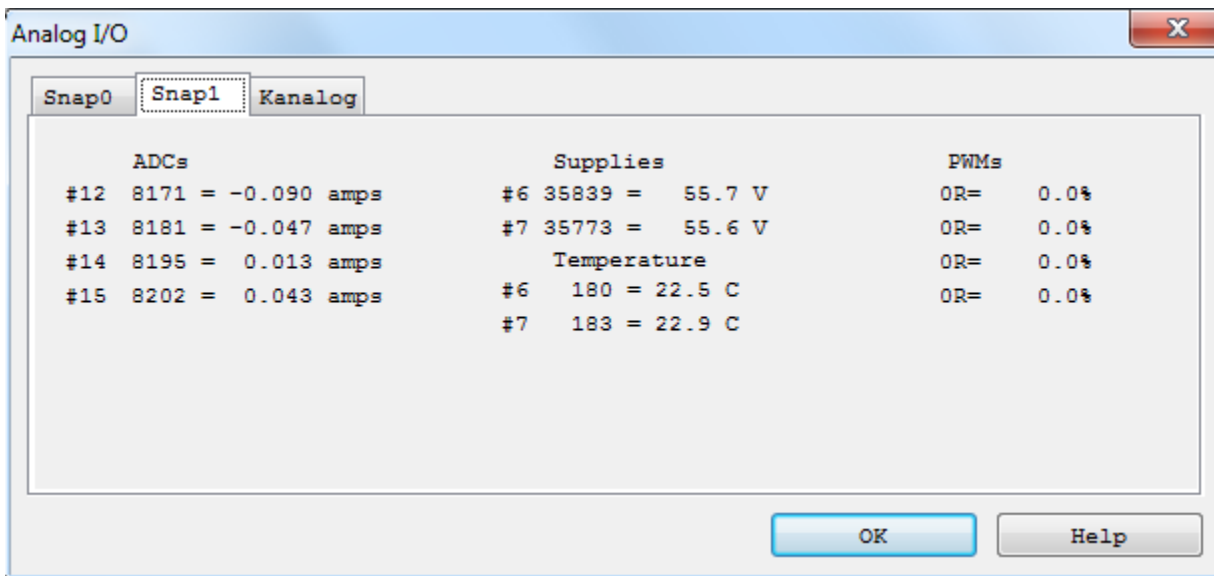 Analog I/O
Snap0 Snap1 Kanalog
ADCs Supplies PWMs
#12 8171 = -0.090 amps #6 35839 = 55.7 V 0R= 0.0%
#13 8181 = -0.047 amps #7 35773 = 55.6 V 0R= 0.0%
#14 8195 = 0.013 amps Temperature 0R= 0.0%
#15 8202 = 0.043 amps #6 180 = 22.5 C 0R= 0.0%
#7 183 = 22.9 C
OK Help